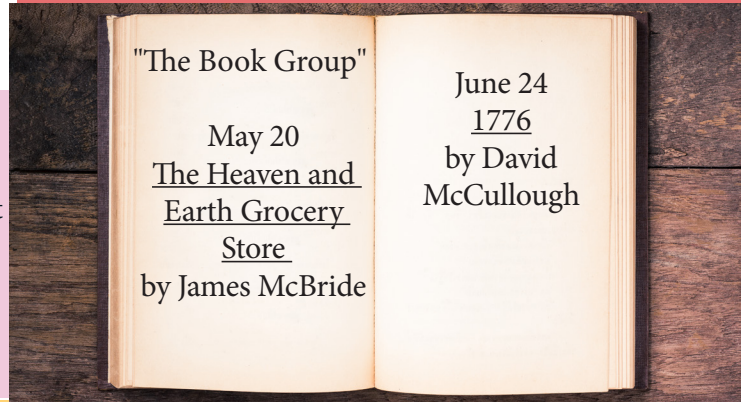 "The Book Group"
May 20
The Heaven and
Earth Grocery
Store
by James McBride
June 24
1776
by David
McCullough